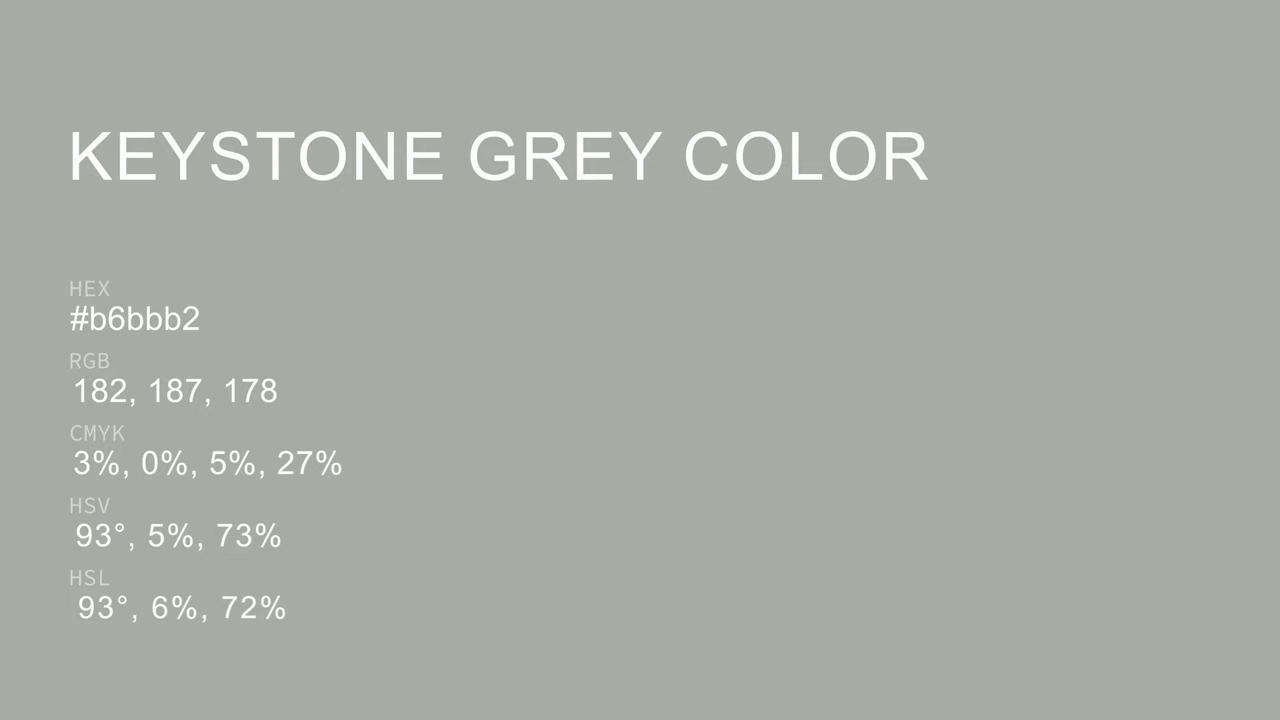 KEYSTONE GREY COLOR
HEX
#b6bbb2
RGB
182, 187, 178
CMYK
3%, 0%, 5%, 27%
HSV
93°, 5%, 73%
HSL
93°, 6%, 72%